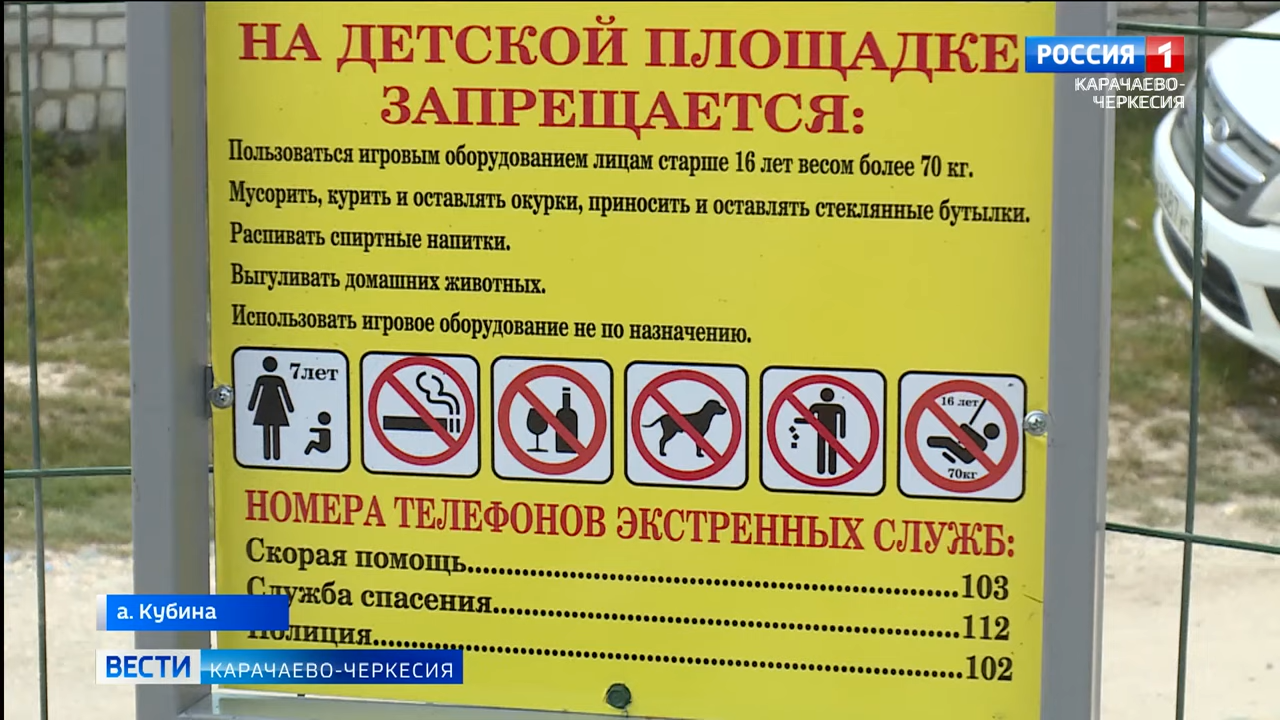 НА ДЕТСКОЙ ПЛОЩАДКЕ
ЗАПРЕЩАЕТСЯ:
РОССИЯ 1
КАРАЧАЕВО-
ЧЕРКЕСИЯ
Пользоваться игровым оборудованием лицам старше 16 лет весом более 70 кг.
Мусорить, курить и оставлять окурки, приносить и оставлять стеклянные бутылки.
Распивать спиртные напитки.
Выгуливать домашних животных.
Использовать игровое оборудование не по назначению.
7лет
16 лет
70кг
НОМЕРА ТЕЛЕФОНОВ ЭКСТРЕННЫХ СЛУЖБ:
Скорая помощь...............103
Служба спасения...............112
Полиция...............102
а. Кубина
ВЕСТИ КАРАЧАЕВО-ЧЕРКЕСИЯ